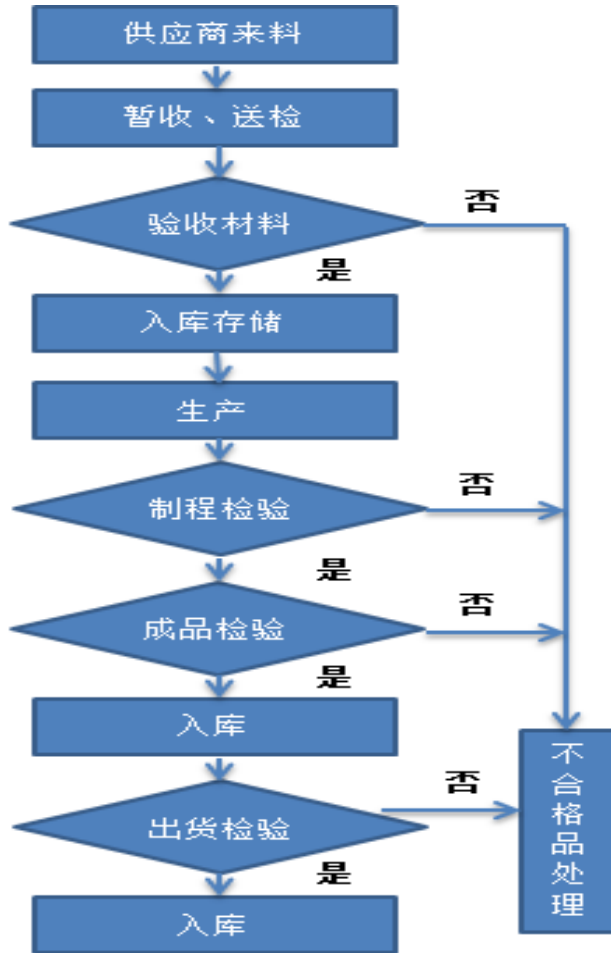 供应商来料
暂收、送检
验收材料
否
是
入库存储
生产
制程检验
否
是
成品检验
否
是
入库
出货检验
否
是
入库
不合格品处理